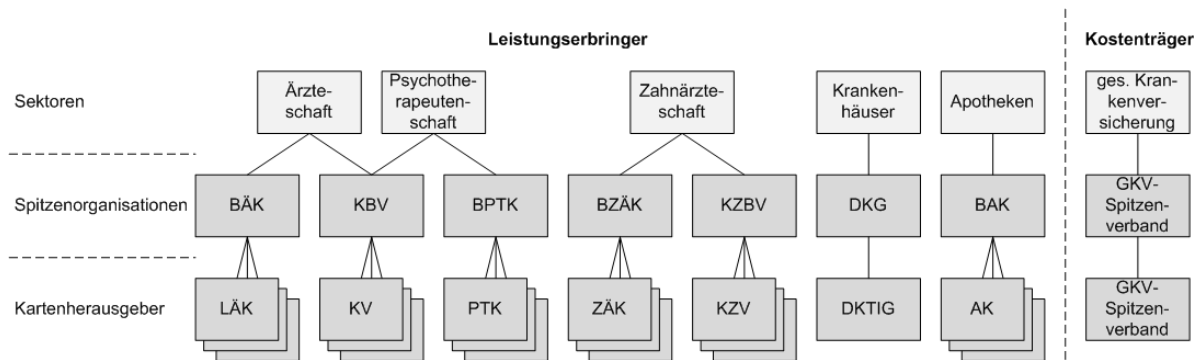 Leistungserbringer
Kostenträger
Sektoren
Ärzte-
schaft
Psychothe-
rapeuten-
schaft
Zahnärzte-
schaft
Kranken-
häuser
Apotheken
ges. Kran-
kenver-
sicherung
Spitzenorganisationen
BÄK
KBV
BPTK
BZÄK
KZBV
DKG
BAK
GKV-
Spitzen-
verband
Kartenherausgeber
LÄK
KV
PTK
ZÄK
KZV
DKTIG
AK
GKV-
Spitzen-
verband